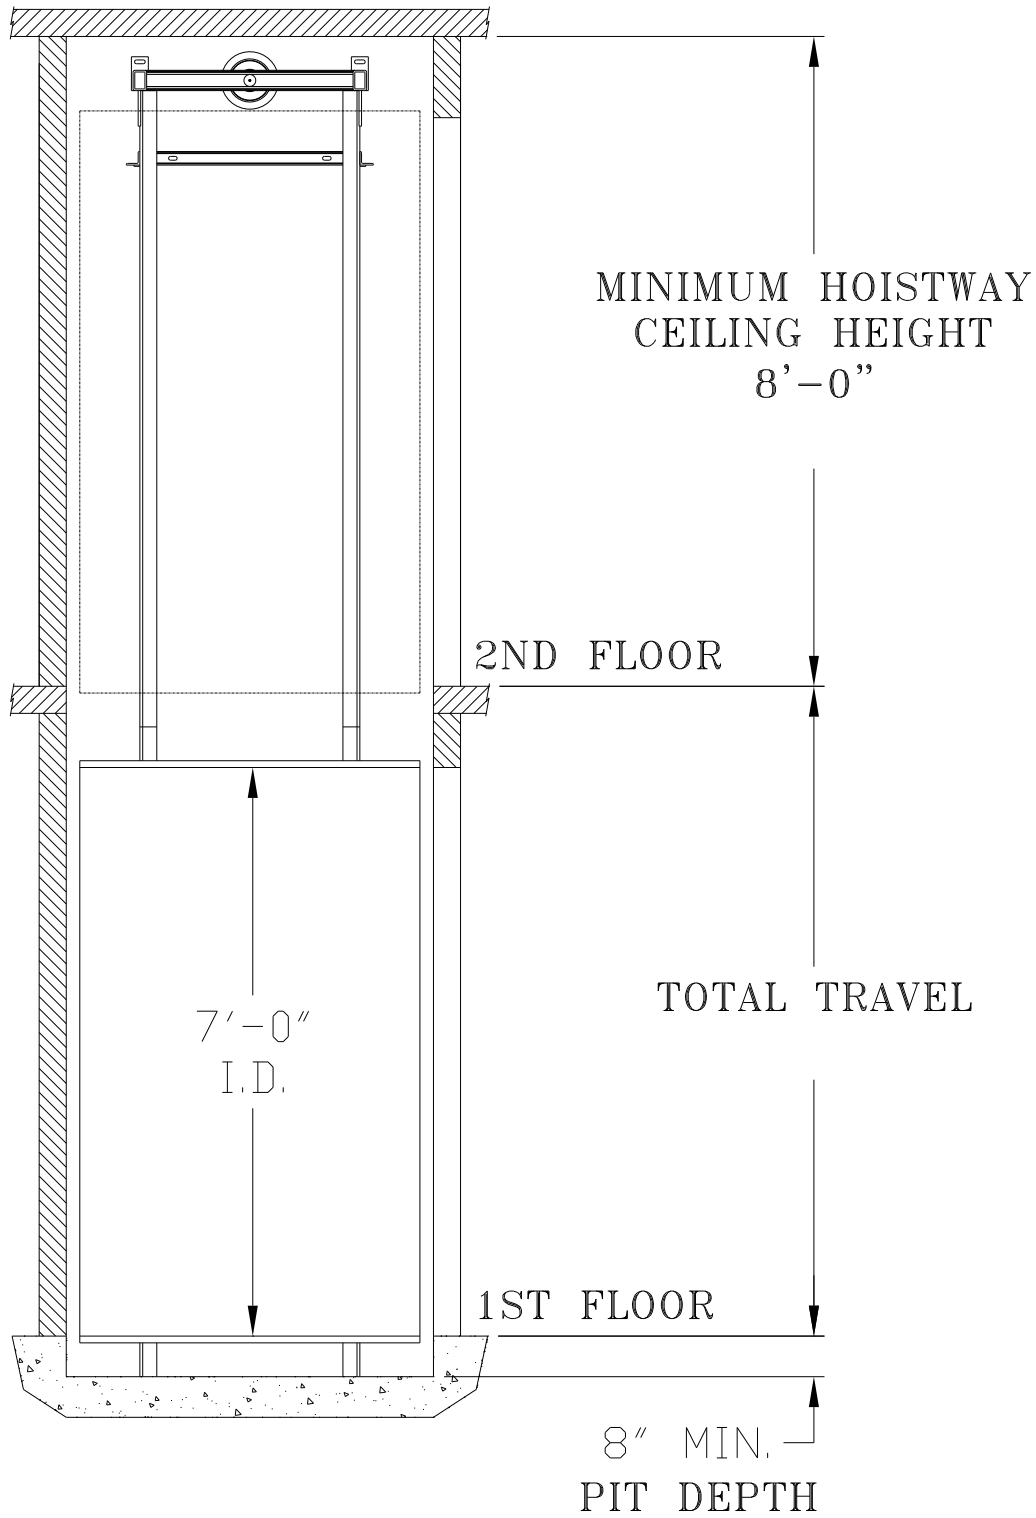 MINIMUM HOISTWAY
CEILING HEIGHT
8'-0"
2ND FLOOR
7'-0"
I.D.
TOTAL TRAVEL
1ST FLOOR
8" MIN.
PIT DEPTH